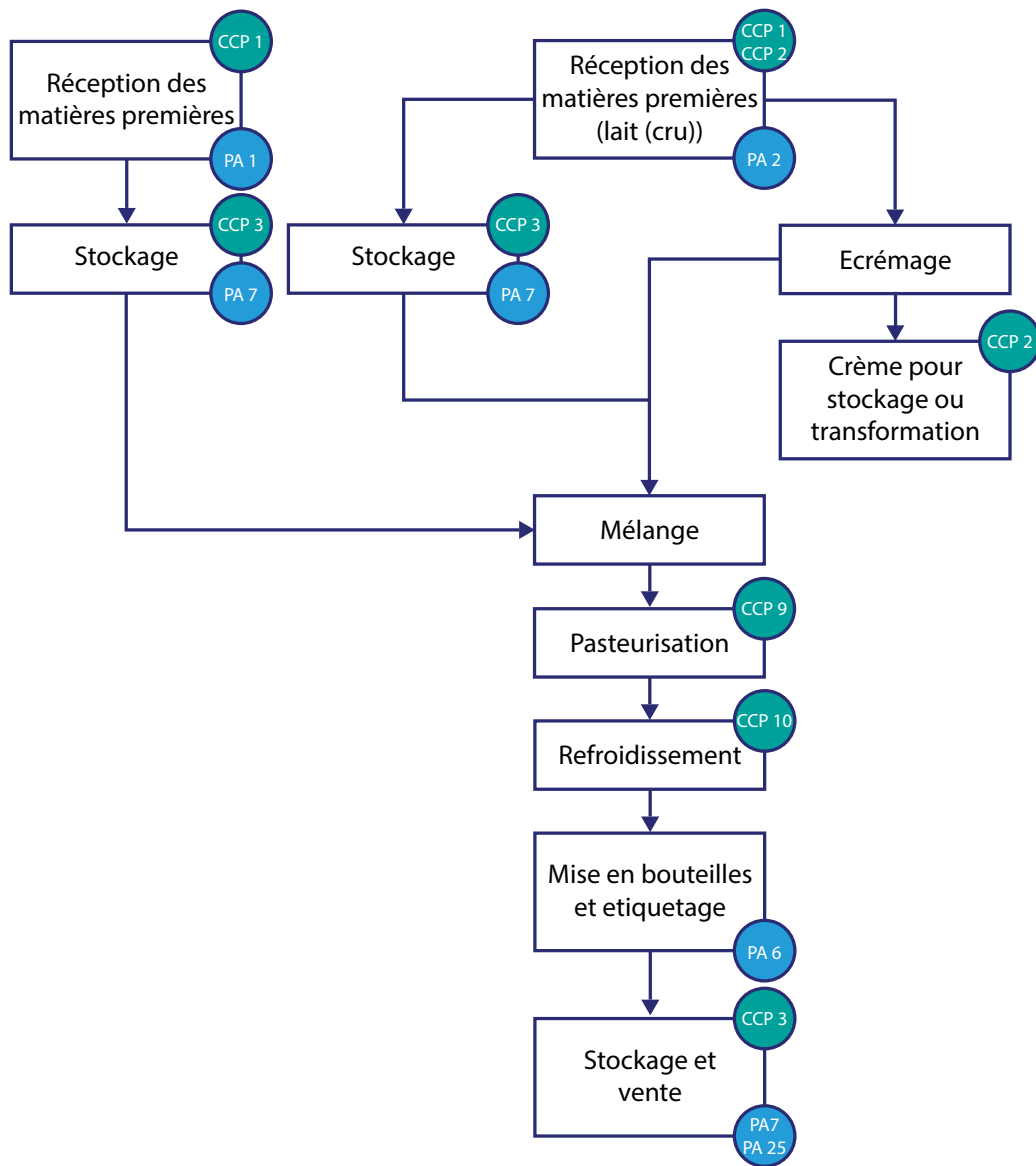 CCP 1
Réception des
matières premières
PA 1
CCP 1
CCP 2
Réception des
matières premières
(lait (cru))
PA 2
CCP 3
Stockage
PA 7
CCP 3
Stockage
PA 7
Ecrémage
CCP 2
Crème pour
stockage ou
transformation
Mélange
CCP 9
Pasteurisation
CCP 10
Refroidissement
Mise en bouteilles
et etiquetage
PA 6
CCP 3
Stockage et
vente
PA7
PA 25